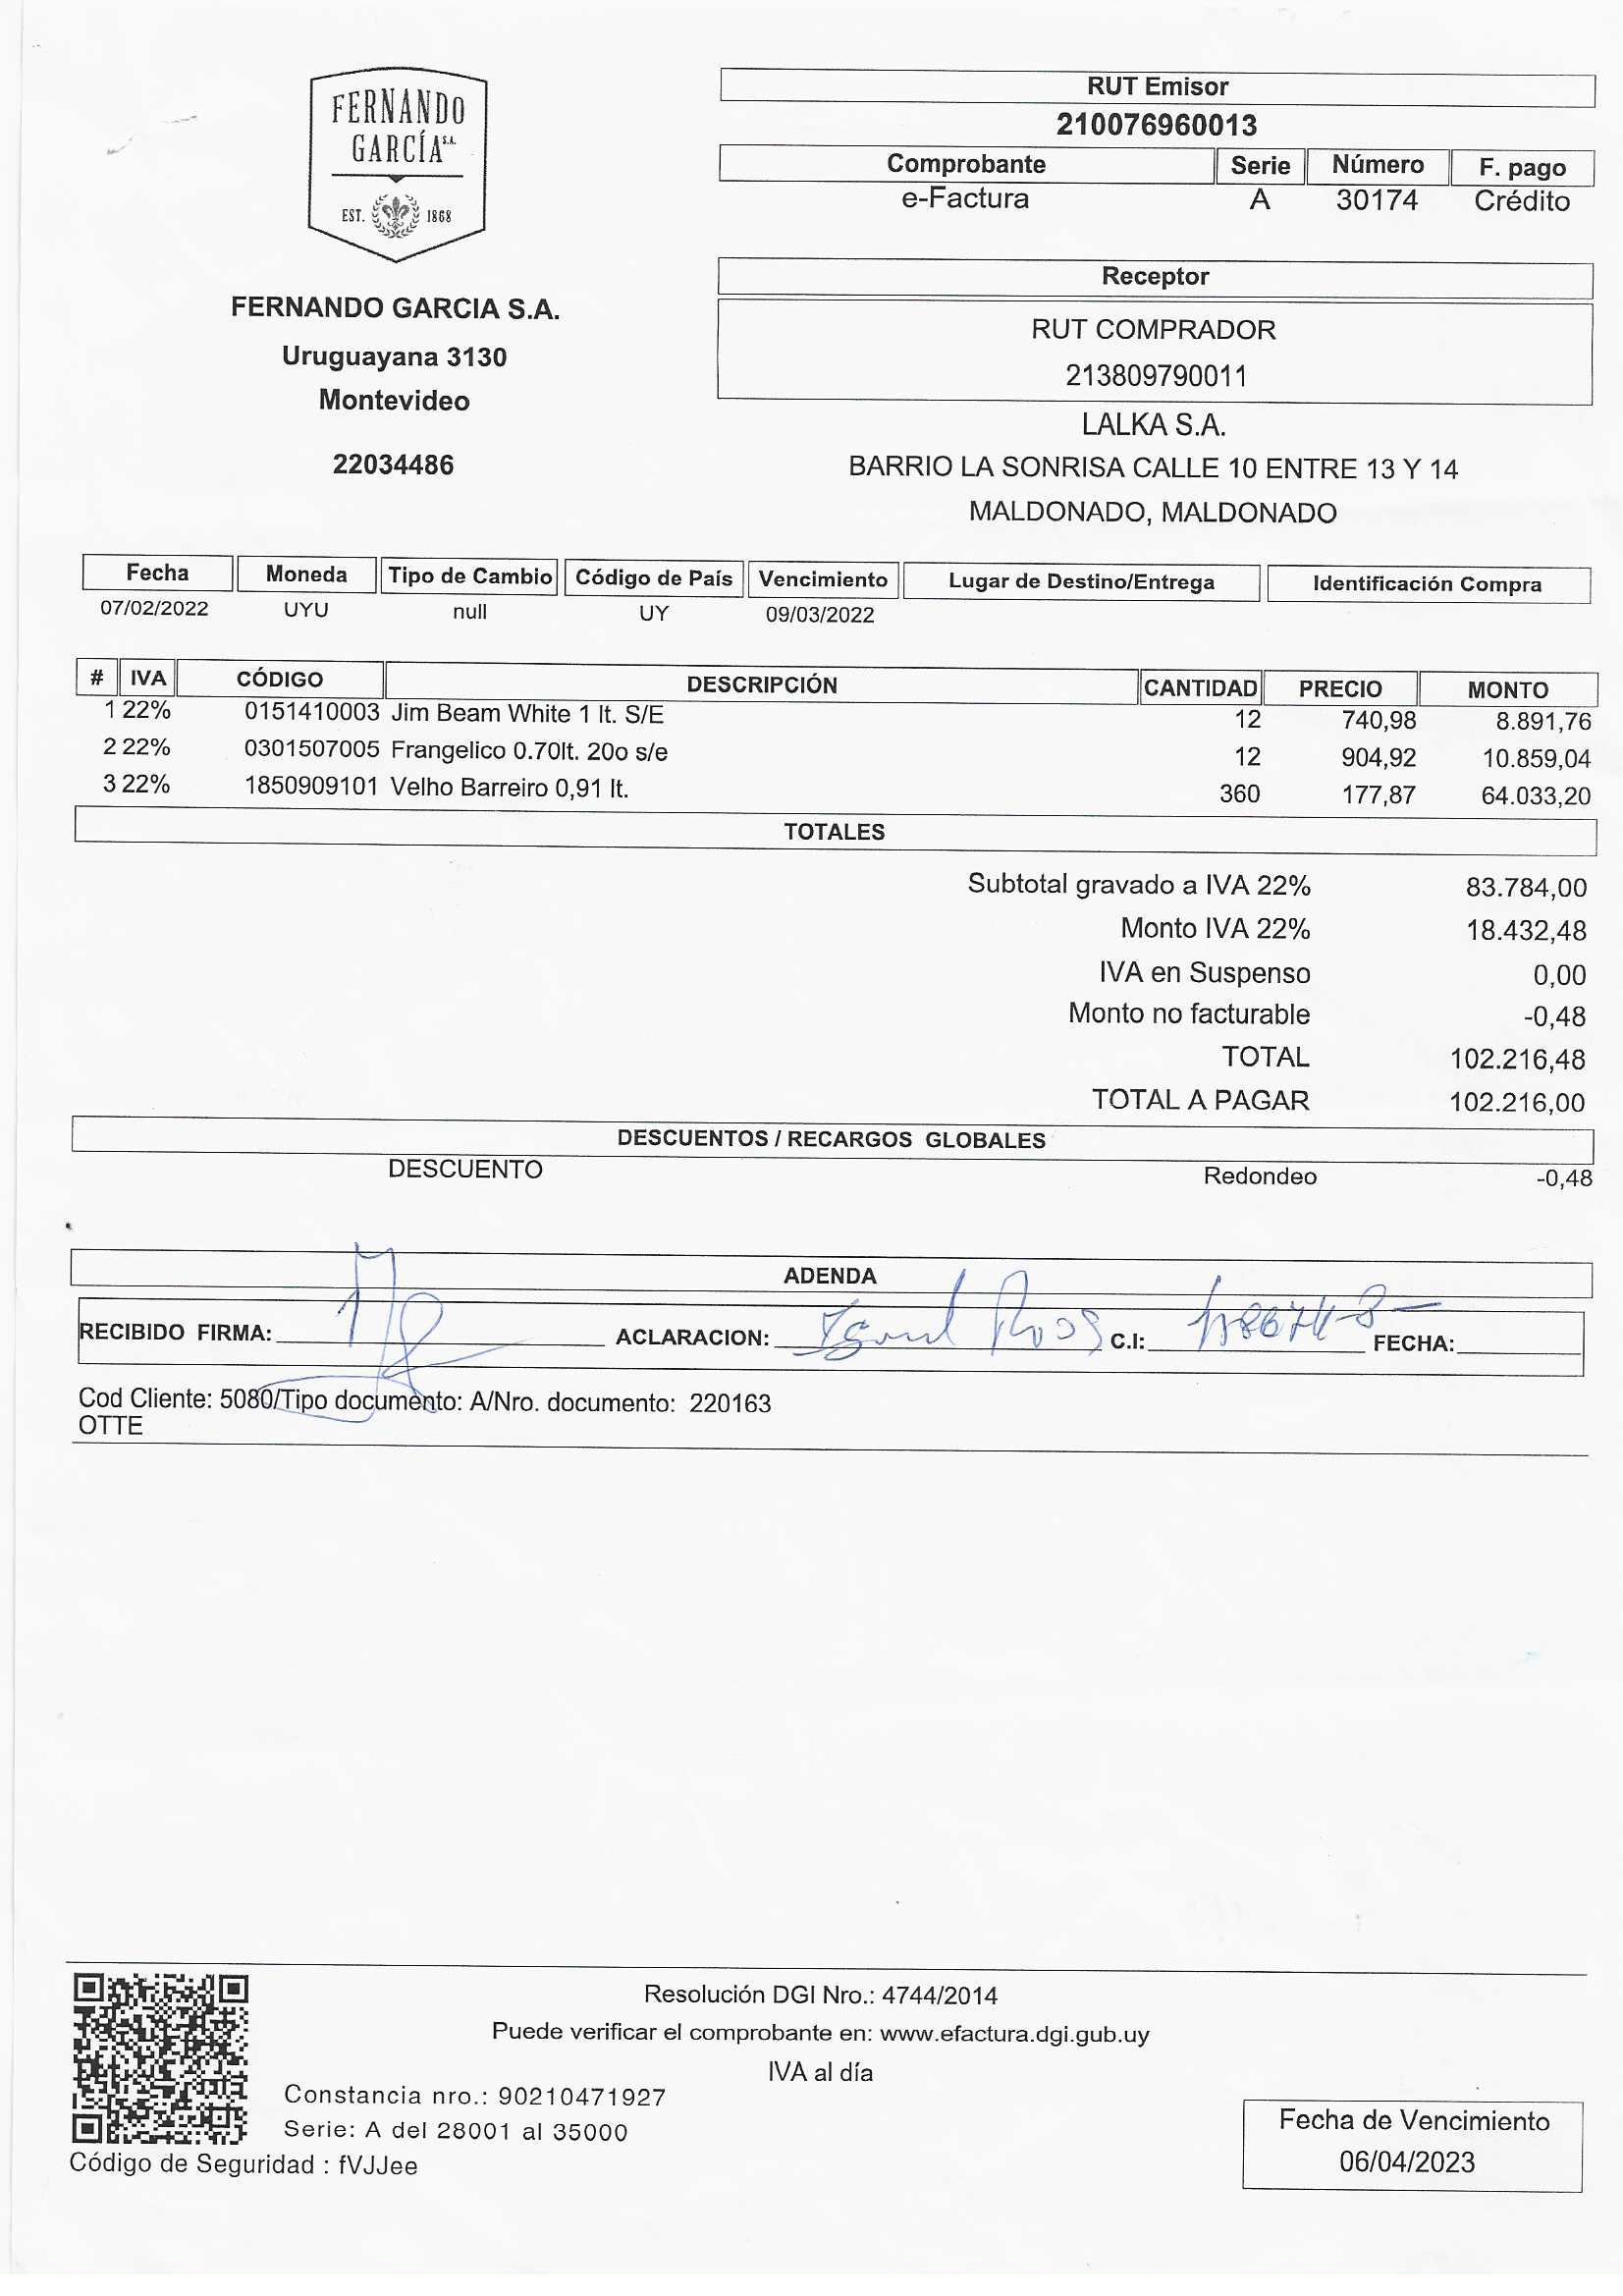 FERNANDO
GARCÍA S.A.
EST. 1868
FERNANDO GARCIA S.A.
Uruguayana 3130
Montevideo
22034486
RUT Emisor
210076960013
Comprobante Serie Número F. pago
e-Factura A 30174 Crédito
Receptor
RUT COMPRADOR
213809790011
LALKA S.A.
BARRIO LA SONRISA CALLE 10 ENTRE 13 Y 14
MALDONADO, MALDONADO
Fecha Moneda Tipo de Cambio Código de País Vencimiento Lugar de Destino/Entrega Identificación Compra
07/02/2022 UYU null UY 09/03/2022
# IVA CÓDIGO DESCRIPCIÓN CANTIDAD PRECIO MONTO
1 22% 0151410003 Jim Beam White 1 lt. S/E 12 740,98 8.891,76
2 22% 0301507005 Frangelico 0.70lt. 20o s/e 12 904,92 10.859,04
3 22% 1850909101 Velho Barreiro 0,91 lt. 360 177,87 64.033,20
TOTALES
Subtotal gravado a IVA 22% 83.784,00
Monto IVA 22% 18.432,48
IVA en Suspenso 0,00
Monto no facturable -0,48
TOTAL 102.216,48
TOTAL A PAGAR 102.216,00
DESCUENTOS / RECARGOS GLOBALES
DESCUENTO Redondeo -0,48
ADENDA
RECIBIDO FIRMA: ACLARACION: C.I: FECHA:
Cod Cliente: 5080/Tipo documento: A/Nro. documento: 220163
OTTE
Resolución DGI Nro.: 4744/2014
Puede verificar el comprobante en: www.efactura.dgi.gub.uy
IVA al día
Constancia nro.: 90210471927
Serie: A del 28001 al 35000
Código de Seguridad : fVJJee
Fecha de Vencimiento
06/04/2023